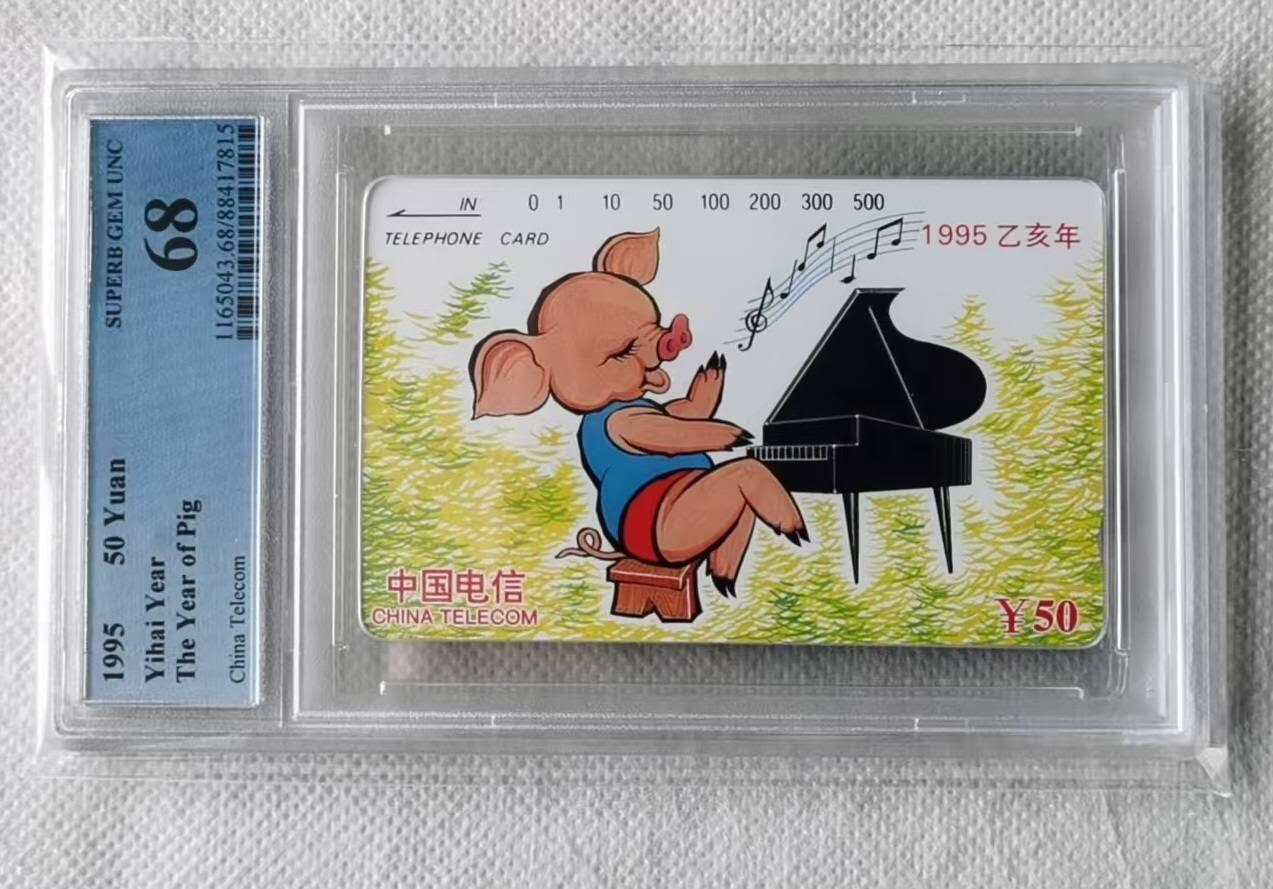 SUPERB GEM UNC
68
1165043.68/88417815
1995 50 Yuan
Yihai Year
The Year of Pig
China Telecom
IN 0 1 10 50 100 200 300 500
TELEPHONE CARD
1995 乙亥年
中国电信
CHINA TELECOM
¥50